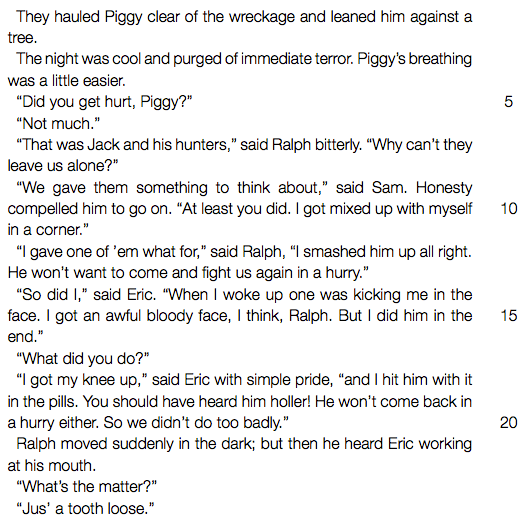 They hauled Piggy clear of the wreckage and leaned him against a
tree.
The night was cool and purged of immediate terror. Piggy’s breathing
was a little easier.
“Did you get hurt, Piggy?” 5
“Not much.”
“That was Jack and his hunters,” said Ralph bitterly. “Why can’t they
leave us alone?”
“We gave them something to think about,” said Sam. Honesty
compelled him to go on. “At least you did. I got mixed up with myself 10
in a corner.”
“I gave one of ’em what for,” said Ralph, “I smashed him up all right.
He won’t want to come and fight us again in a hurry.”
“So did I,” said Eric. “When I woke up one was kicking me in the
face. I got an awful bloody face, I think, Ralph. But I did him in the 15
end.”
“What did you do?”
“I got my knee up,” said Eric with simple pride, “and I hit him with it
in the pills. You should have heard him holler! He won’t come back in
a hurry either. So we didn’t do too badly.” 20
Ralph moved suddenly in the dark; but then he heard Eric working
at his mouth.
“What’s the matter?”
“Jus’ a tooth loose.”